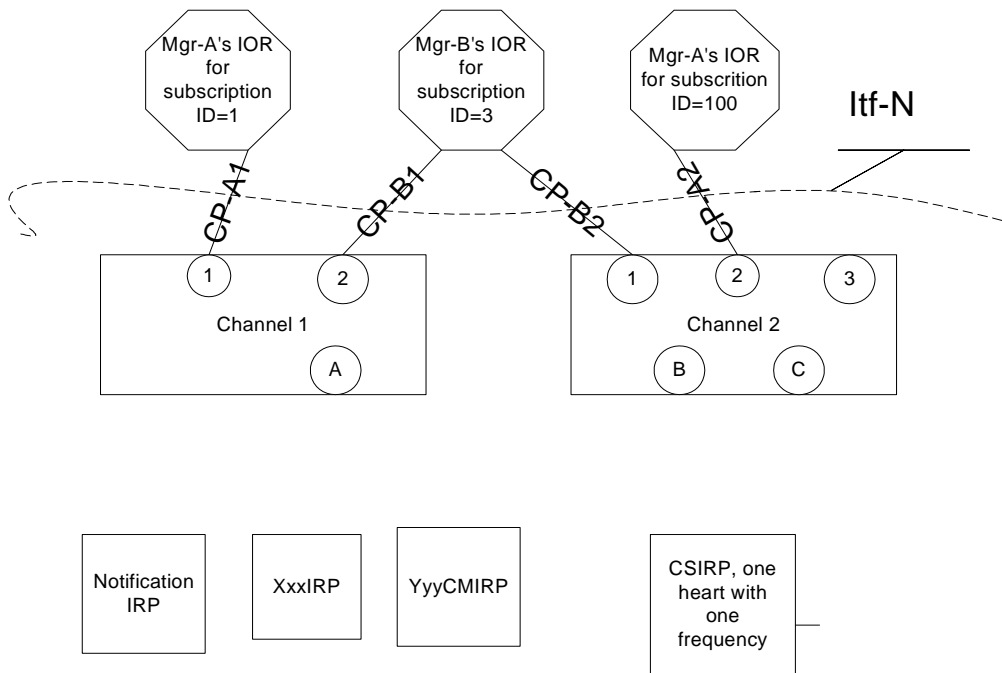 Mgr-A's IOR
for
subscription
ID=1
Mgr-B's IOR
for
subscription
ID=3
Mgr-A's IOR
for subscrition
ID=100
Itf-N
CP-A1
CP-B1
CP-B2
CP-A2
1
2
Channel 1
A
1
2
3
Channel 2
B
C
Notification
IRP
XxxIRP
YyyCMIRP
CSIRP, one
heart with
one
frequency